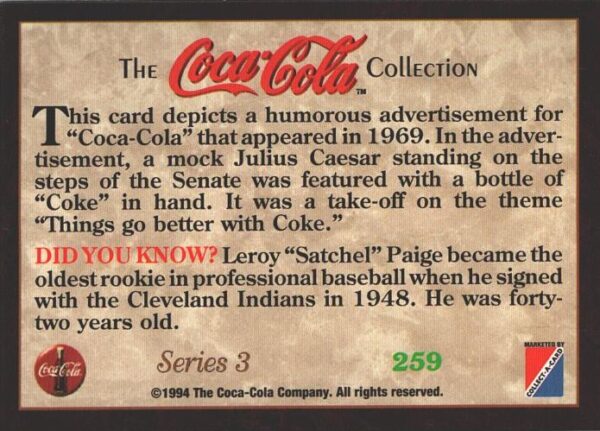 The Coca-Cola Collection
TM
This card depicts a humorous advertisement for
"Coca-Cola" that appeared in 1969. In the adver-
tisement, a mock Julius Caesar standing on the
steps of the Senate was featured with a bottle of
"Coke" in hand. It was a take-off on the theme
"Things go better with Coke."
DID YOU KNOW? Leroy "Satchel" Paige became the
oldest rookie in professional baseball when he signed
with the Cleveland Indians in 1948. He was forty-
two years old.
Coca-Cola
Series 3
259
MARKETED BY
COLLECT-A-CARD
©1994 The Coca-Cola Company. All rights reserved.